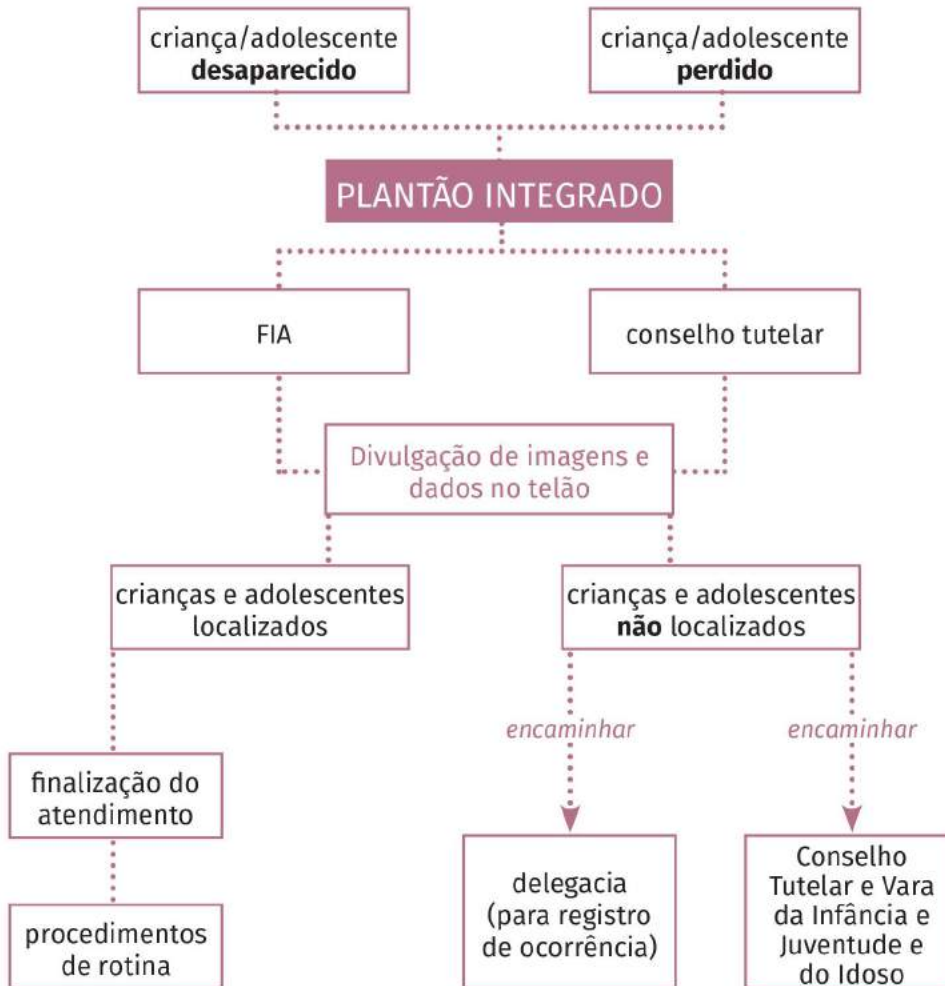 criança/adolescente
desaparecido
criança/adolescente
perdido
PLANTÃO INTEGRADO
FIA
conselho tutelar
Divulgação de imagens e
dados no telão
crianças e adolescentes
localizados
crianças e adolescentes
não localizados
encaminhar
encaminhar
finalização do
atendimento
procedimentos
de rotina
delegacia
(para registro
de ocorrência)
Conselho
Tutelar e Vara
da Infância e
Juventude e
do Idoso